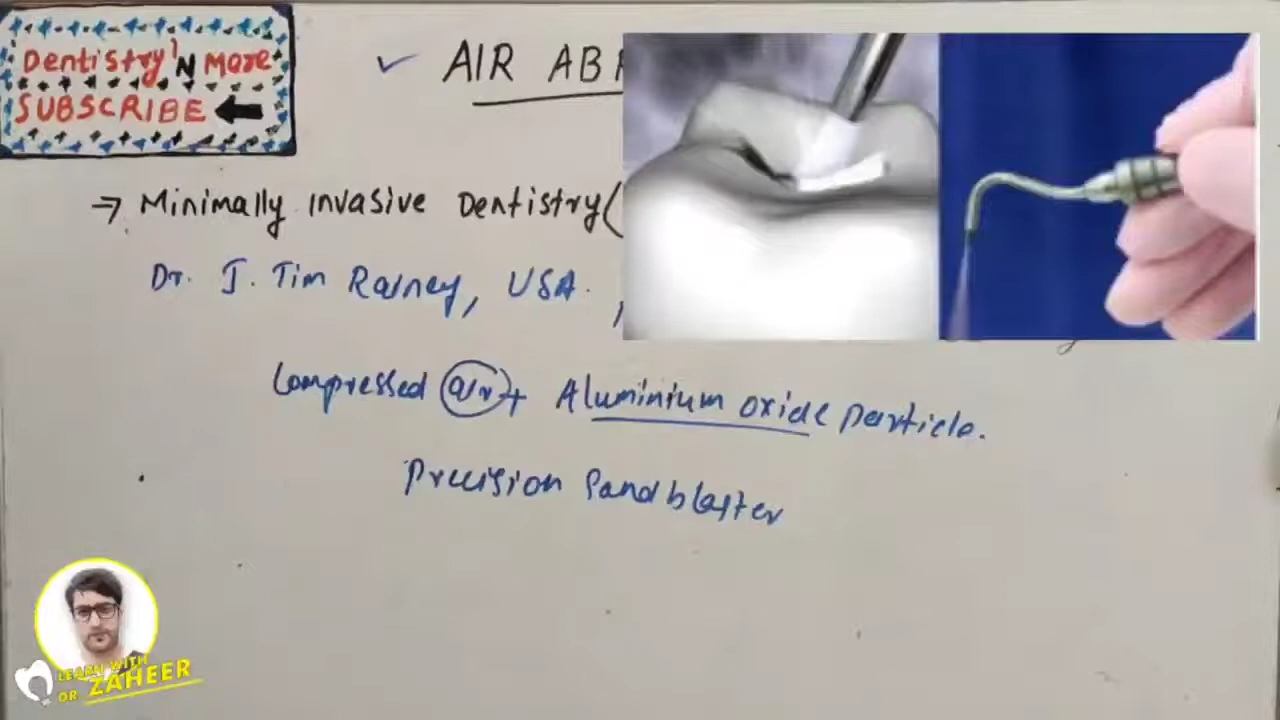 Dentistry'N More
SUBSCRIBE
AIR ABR
→ Minimally Invasive Dentistry(
Dr. J. Tim Rainey, USA.
Compressed air + Aluminium oxide particle.
Precision Sandblaster
LEARN WITH
DR ZAHEER